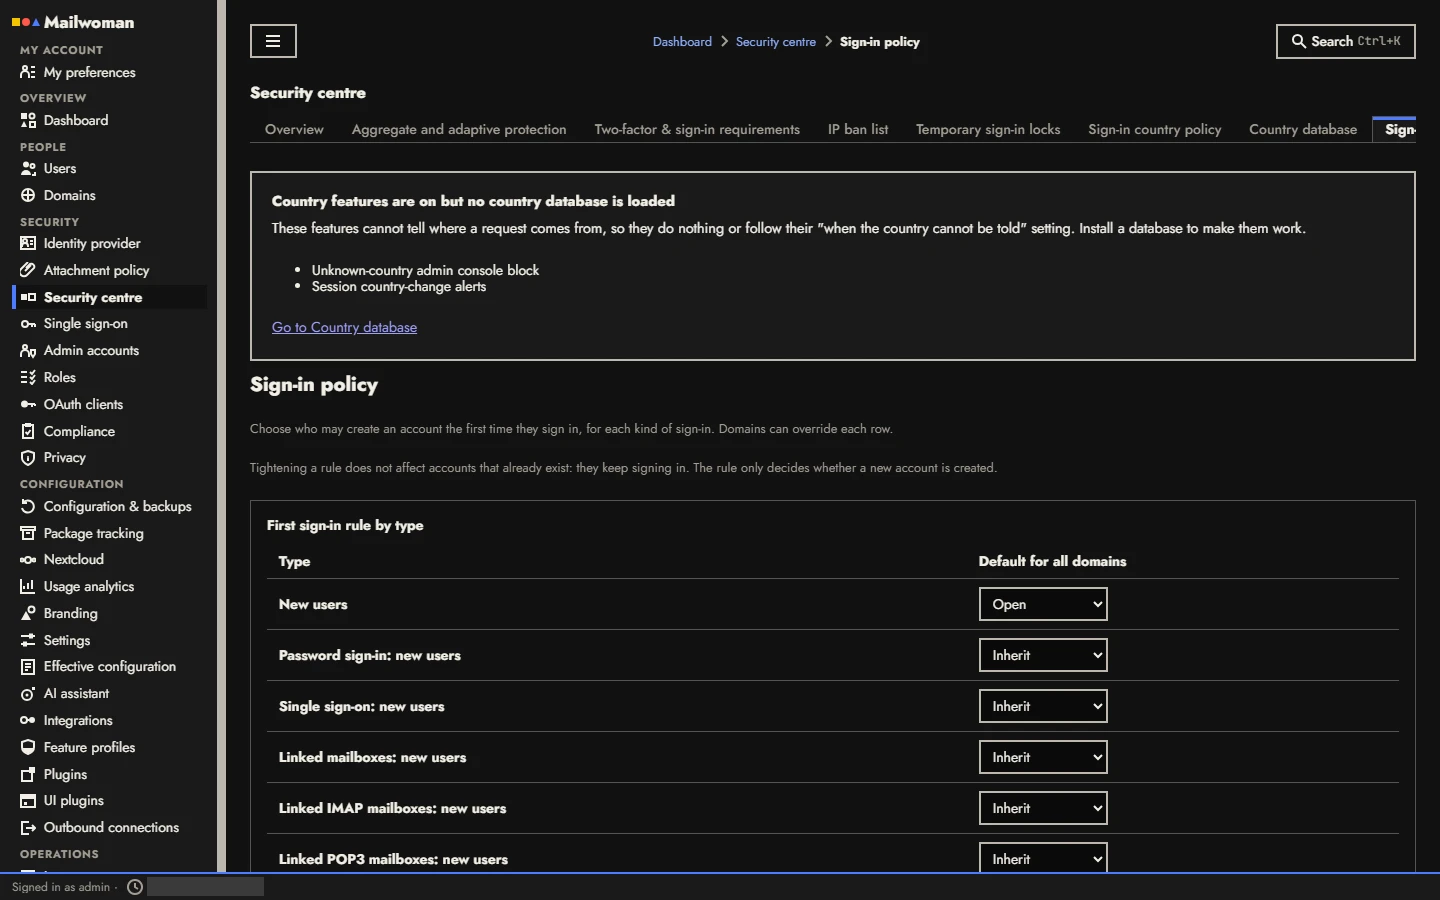 Mailwoman
MY ACCOUNT
My preferences
OVERVIEW
Dashboard
PEOPLE
Users
Domains
SECURITY
Identity provider
Attachment policy
Security centre
Single sign-on
Admin accounts
Roles
OAuth clients
Compliance
Privacy
CONFIGURATION
Configuration & backups
Package tracking
Nextcloud
Usage analytics
Branding
Settings
Effective configuration
AI assistant
Integrations
Feature profiles
Plugins
UI plugins
Outbound connections
OPERATIONS
Signed in as admin ·
Dashboard > Security centre > Sign-in policy
Search Ctrl+K
Security centre
Overview Aggregate and adaptive protection Two-factor & sign-in requirements IP ban list Temporary sign-in locks Sign-in country policy Country database Sign-
Country features are on but no country database is loaded
These features cannot tell where a request comes from, so they do nothing or follow their "when the country cannot be told" setting. Install a database to make them work.
• Unknown-country admin console block
• Session country-change alerts
Go to Country database
Sign-in policy
Choose who may create an account the first time they sign in, for each kind of sign-in. Domains can override each row.
Tightening a rule does not affect accounts that already exist: they keep signing in. The rule only decides whether a new account is created.
First sign-in rule by type
Type Default for all domains
New users Open
Password sign-in: new users Inherit
Single sign-on: new users Inherit
Linked mailboxes: new users Inherit
Linked IMAP mailboxes: new users Inherit
Linked POP3 mailboxes: new users Inherit